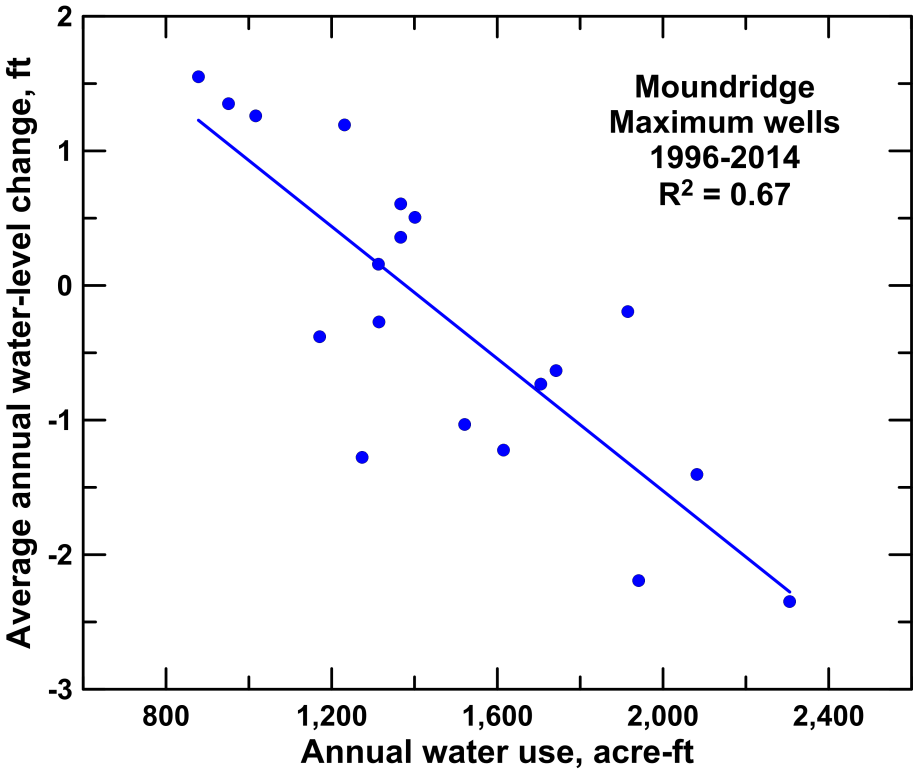 2
1
0
-1
-2
-3
Average annual water-level change, ft
Moundridge
Maximum wells
1996-2014
R² = 0.67
800 1,200 1,600 2,000 2,400
Annual water use, acre-ft